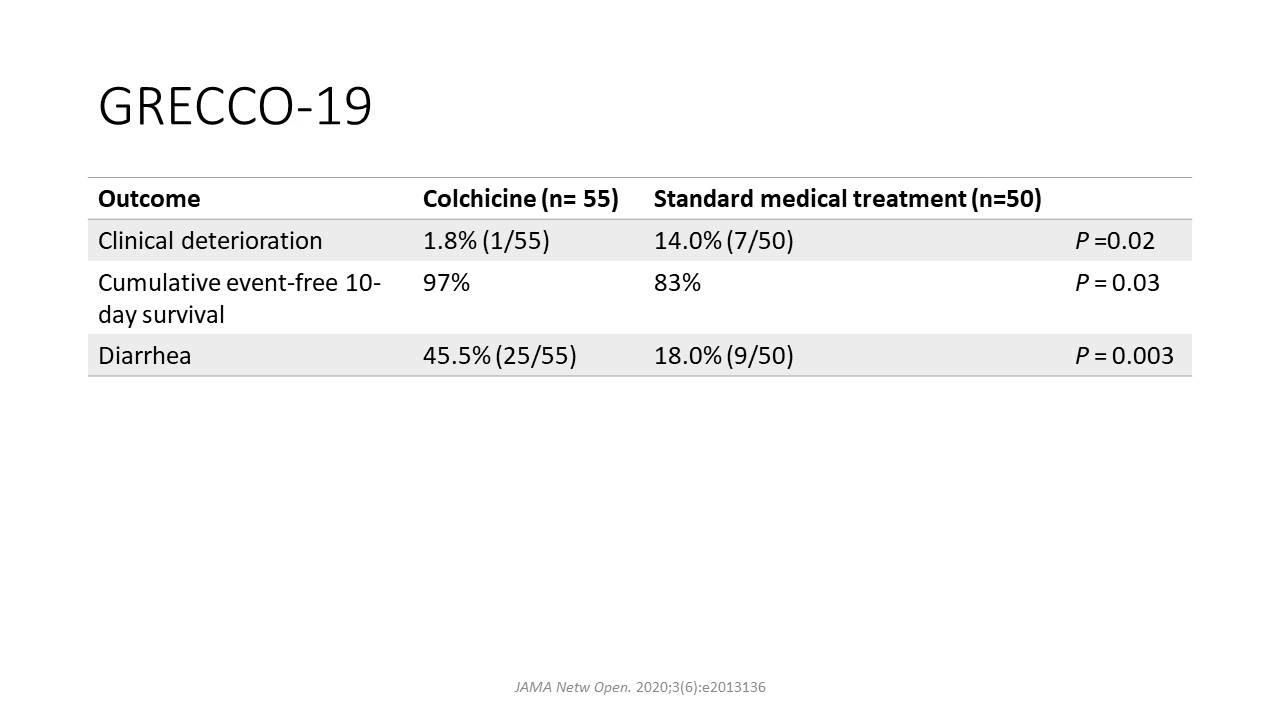 GRECCO-19
Outcome Colchicine (n= 55) Standard medical treatment (n=50)
Clinical deterioration 1.8% (1/55) 14.0% (7/50) P =0.02
Cumulative event-free 10- 97% 83% P = 0.03
day survival
Diarrhea 45.5% (25/55) 18.0% (9/50) P = 0.003
JAMA Netw Open. 2020;3(6):e2013136